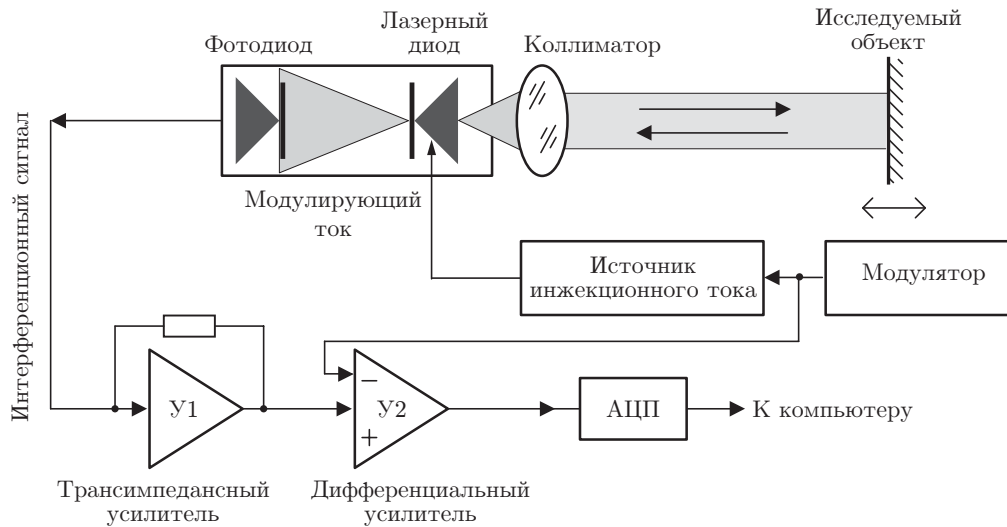 Исследуемый
объект
Лазерный
диод
Фотодиод
Коллиматор
Интерференционный сигнал
Модулирующий
ток
Источник
инжекционного тока
Модулятор
У1
−
У2
+
АЦП
К компьютеру
Трансимпедансный
усилитель
Дифференциальный
усилитель